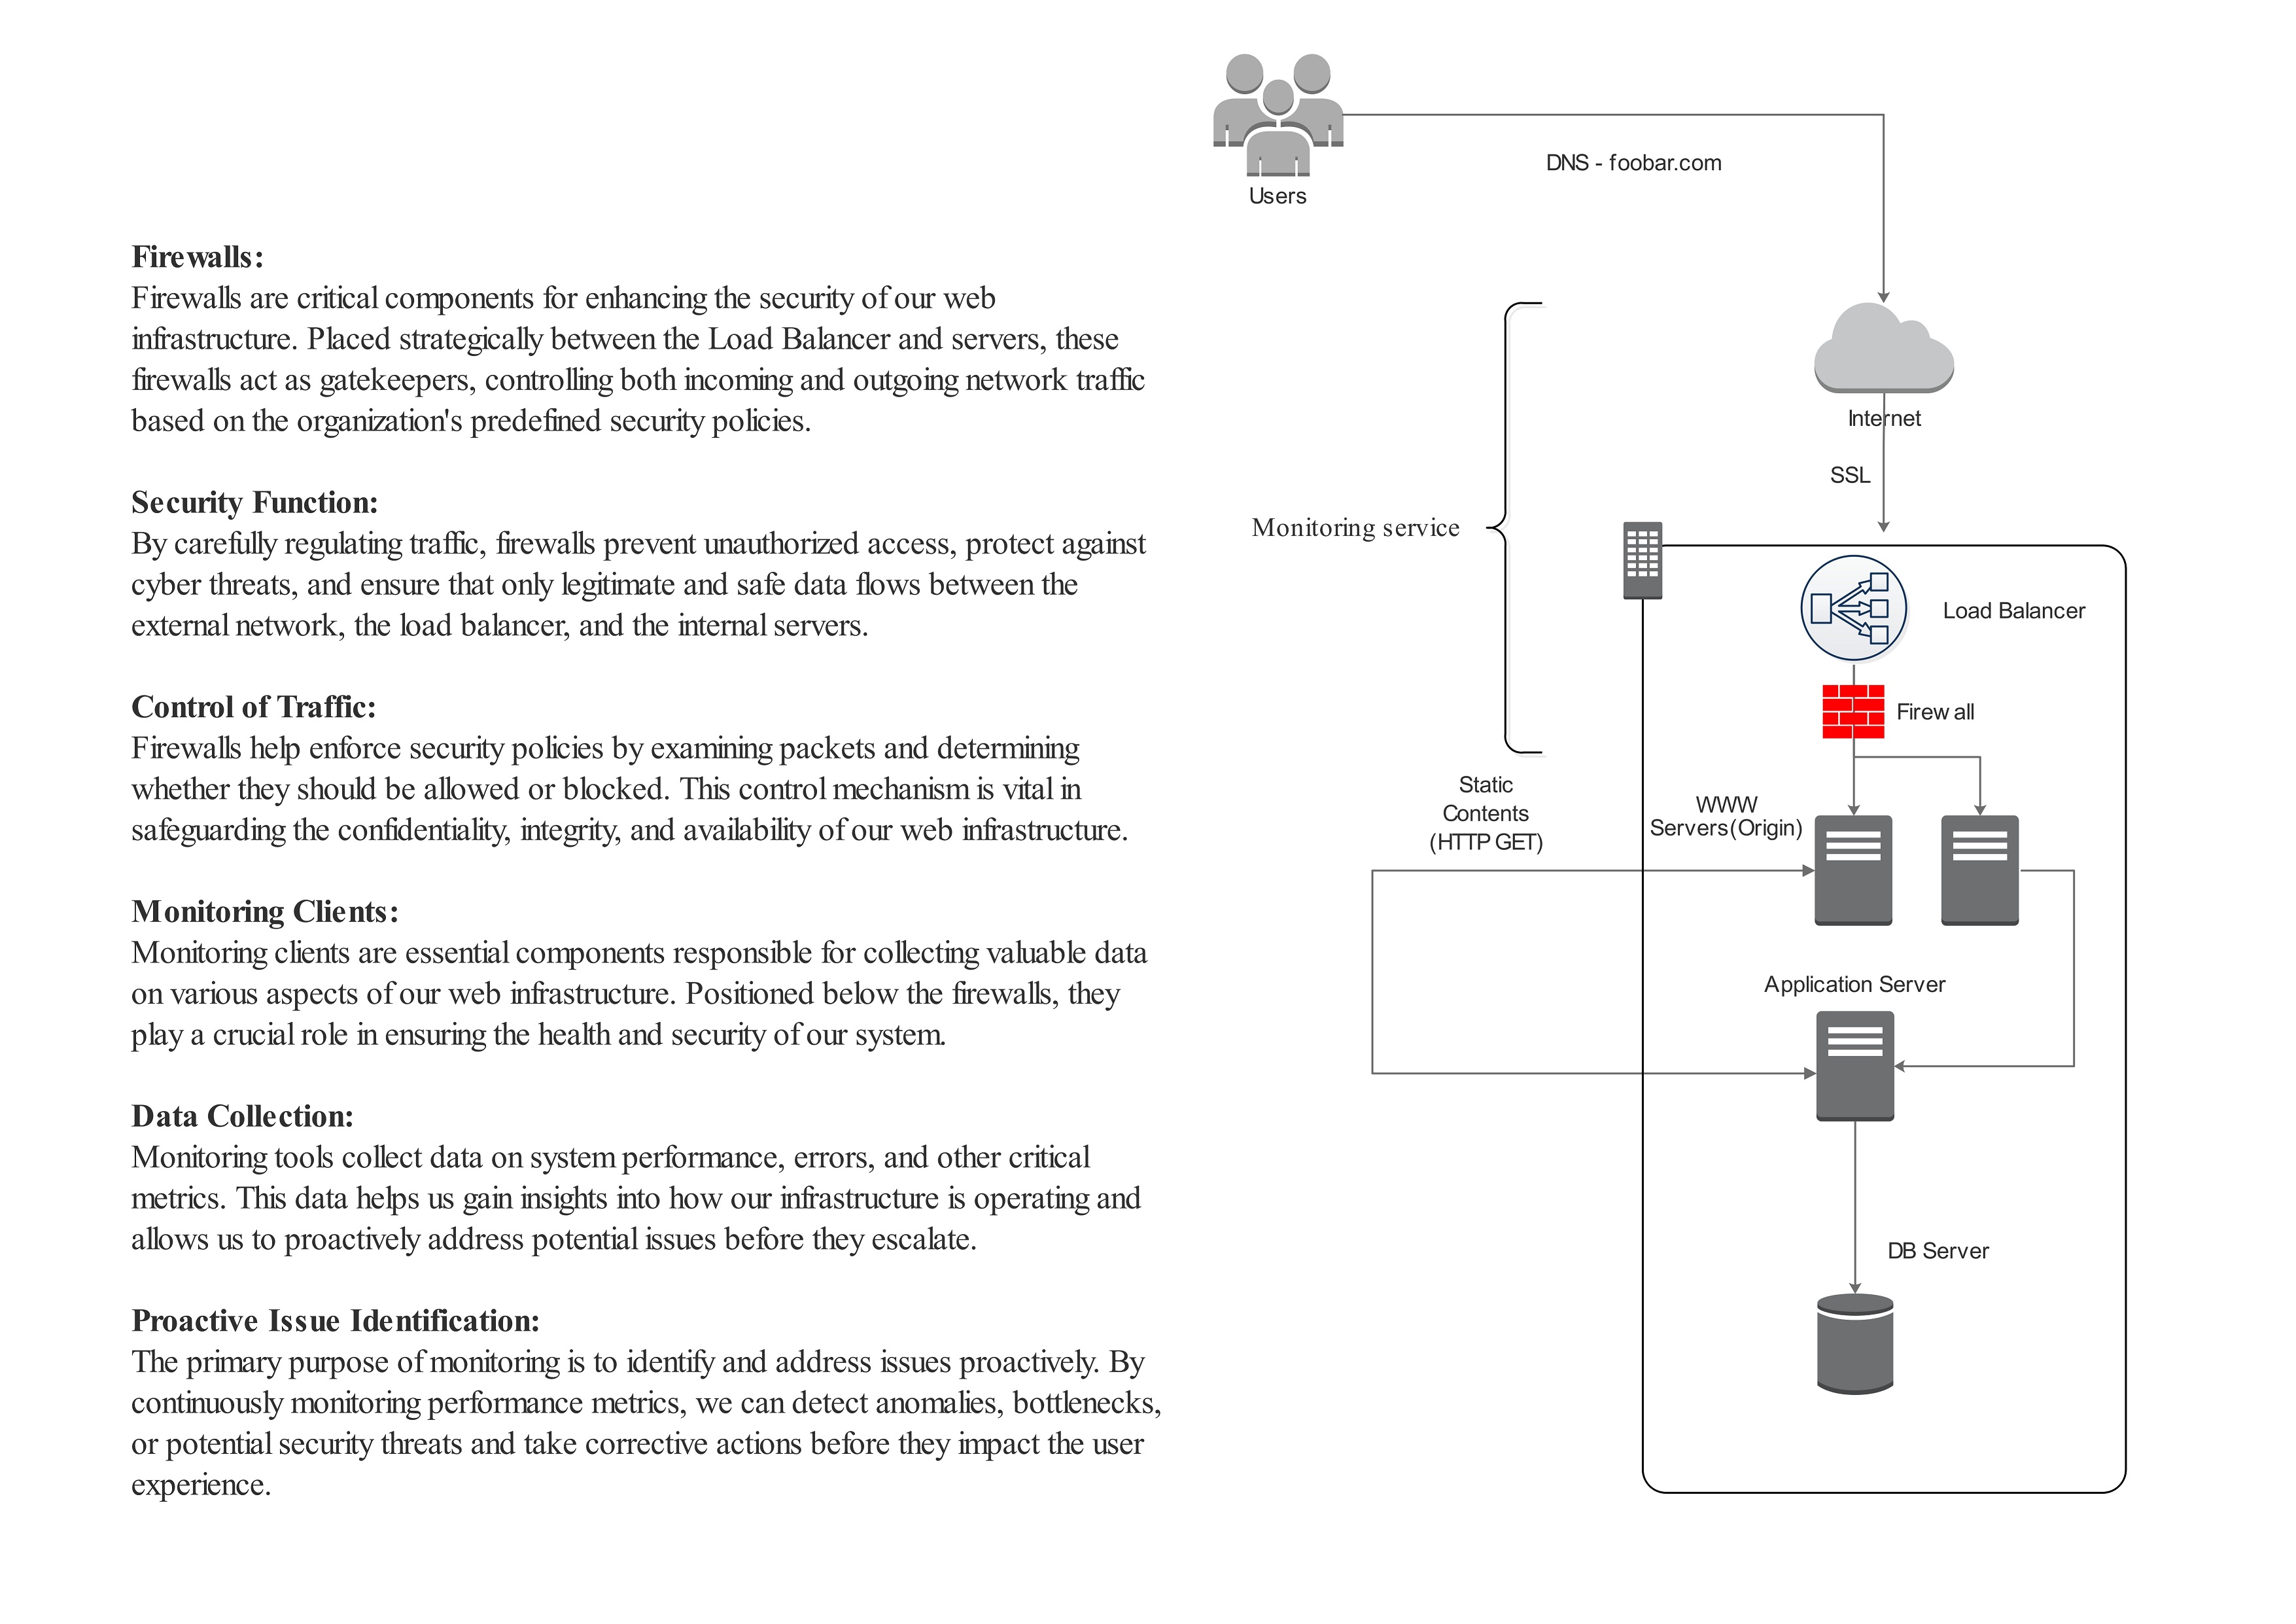 Firewalls:
Firewalls are critical components for enhancing the security of our web
infrastructure. Placed strategically between the Load Balancer and servers, these
firewalls act as gatekeepers, controlling both incoming and outgoing network traffic
based on the organization's predefined security policies.
Security Function:
By carefully regulating traffic, firewalls prevent unauthorized access, protect against
cyber threats, and ensure that only legitimate and safe data flows between the
external network, the load balancer, and the internal servers.
Control of Traffic:
Firewalls help enforce security policies by examining packets and determining
whether they should be allowed or blocked. This control mechanism is vital in
safeguarding the confidentiality, integrity, and availability of our web infrastructure.
Monitoring Clients:
Monitoring clients are essential components responsible for collecting valuable data
on various aspects of our web infrastructure. Positioned below the firewalls, they
play a crucial role in ensuring the health and security of our system.
Data Collection:
Monitoring tools collect data on system performance, errors, and other critical
metrics. This data helps us gain insights into how our infrastructure is operating and
allows us to proactively address potential issues before they escalate.
Proactive Issue Identification:
The primary purpose of monitoring is to identify and address issues proactively. By
continuously monitoring performance metrics, we can detect anomalies, bottlenecks,
or potential security threats and take corrective actions before they impact the user
experience.
Users
DNS - foobar.com
Internet
SSL
Monitoring service
Load Balancer
Firewall
Static
Contents
(HTTP GET)
WWW
Servers(Origin)
Application Server
DB Server